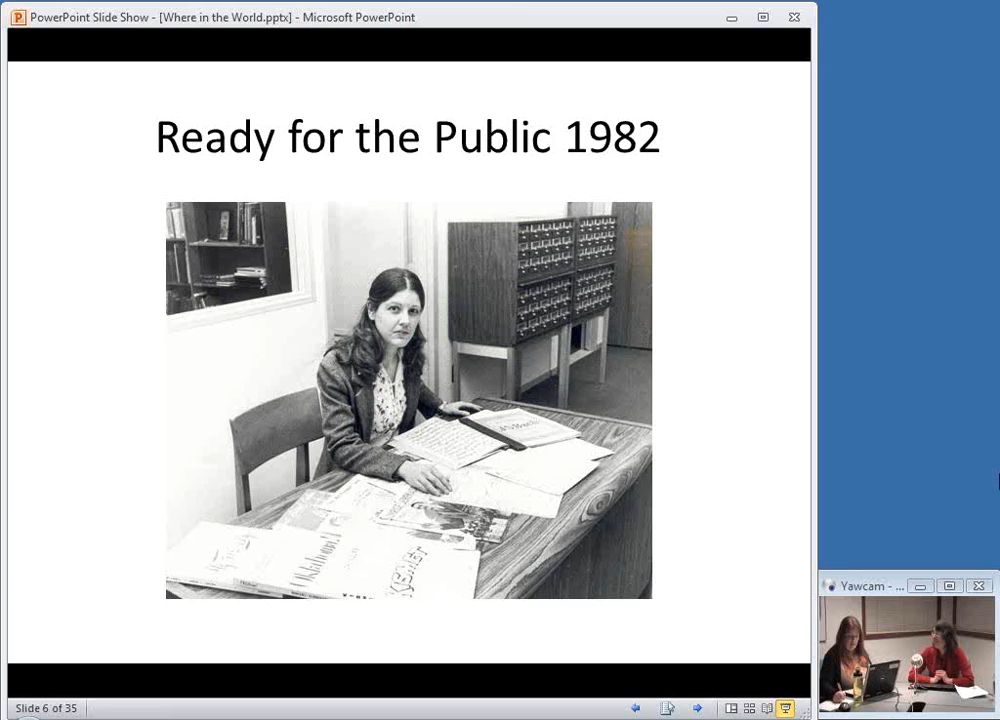 PowerPoint Slide Show - [Where in the World.pptx] - Microsoft PowerPoint
Ready for the Public 1982
Oklahoma!
Slide 6 of 35
Yawcam - ...